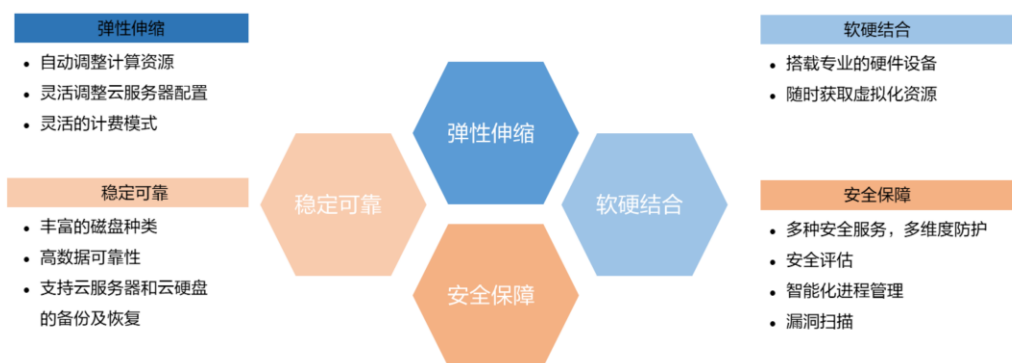 弹性伸缩
自动调整计算资源
灵活调整云服务器配置
灵活的计费模式
稳定可靠
丰富的磁盘种类
高数据可靠性
支持云服务器和云硬盘
的备份及恢复
弹性伸缩
稳定可靠
软硬结合
安全保障
软硬结合
搭载专业的硬件设备
随时获取虚拟化资源
安全保障
多种安全服务，多维度防护
安全评估
智能化进程管理
漏洞扫描